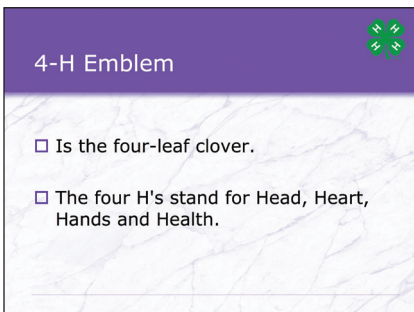 4-H Emblem
H H
H H
Is the four-leaf clover.
The four H's stand for Head, Heart,
Hands and Health.